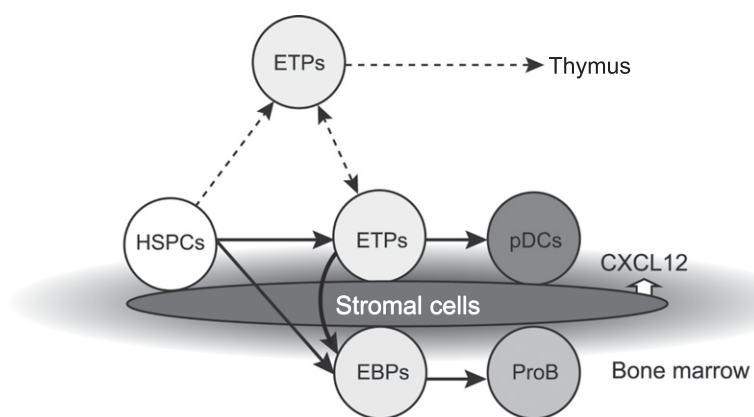 ETPs
Thymus
HSPCs
ETPs
pDCs
CXCL12
Stromal cells
EBPs
ProB
Bone marrow